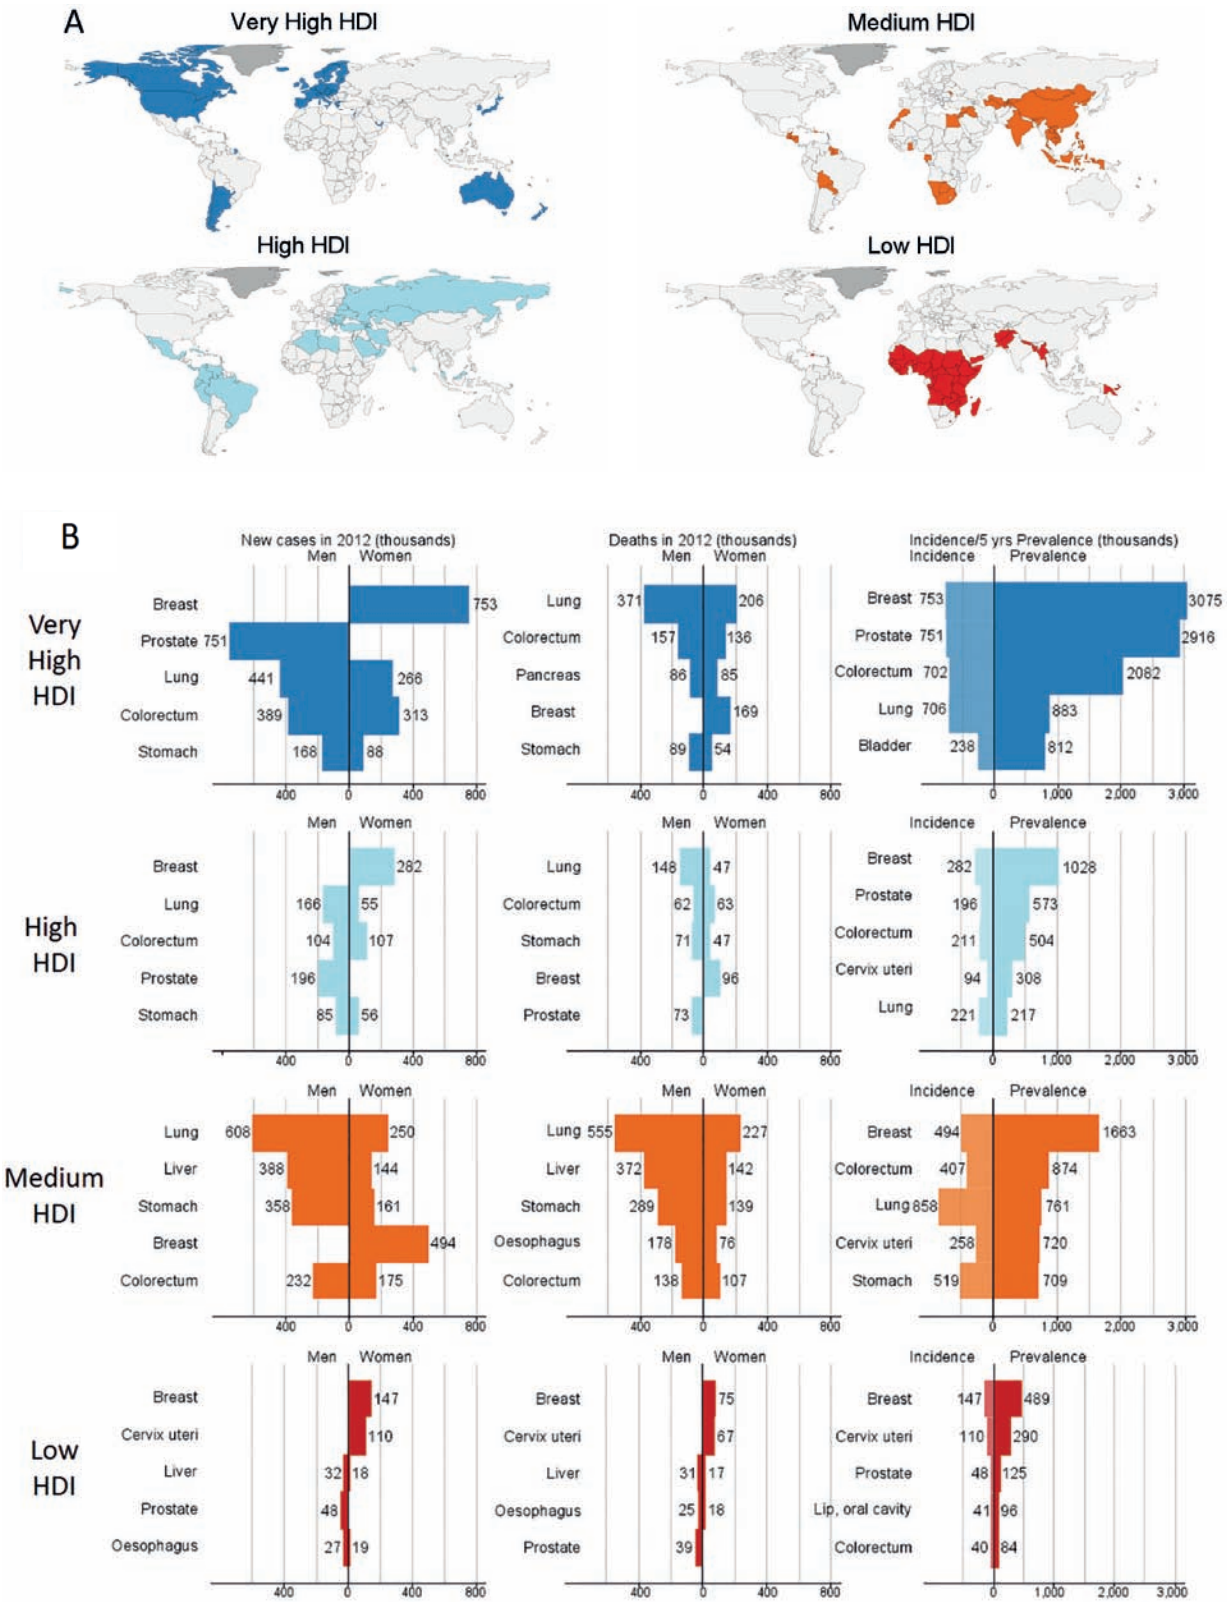 A
Very High HDI
Medium HDI
High HDI
Low HDI
B
New cases in 2012 (thousands)
Men Women
Deaths in 2012 (thousands)
Men Women
Incidence/5 yrs Prevalence (thousands)
Incidence Prevalence
Very
High
HDI
Breast 753
Prostate 751
Lung 441 266
Colorectum 389 313
Stomach 168 88
400 0 400 800
Lung 371 206
Colorectum 157 136
Pancreas 86 85
Breast 169
Stomach 89 54
400 0 400 800
Breast 753 3075
Prostate 751 2916
Colorectum 702 2082
Lung 706 883
Bladder 238 812
0 1,000 2,000 3,000
High
HDI
Men Women
Breast 282
Lung 166 55
Colorectum 104 107
Prostate 196
Stomach 85 56
400 0 400 800
Men Women
Lung 148 47
Colorectum 62 63
Stomach 71 47
Breast 96
Prostate 73
400 0 400 800
Incidence Prevalence
Breast 282 1028
Prostate 196 573
Colorectum 211 504
Cervix uteri 94 308
Lung 221 217
0 1,000 2,000 3,000
Medium
HDI
Men Women
Lung 608 250
Liver 388 144
Stomach 358 161
Breast 494
Colorectum 232 175
400 0 400 800
Men Women
Lung 555 227
Liver 372 142
Stomach 289 139
Oesophagus 178 76
Colorectum 138 107
400 0 400 800
Incidence Prevalence
Breast 494 1663
Colorectum 407 874
Lung 858 761
Cervix uteri 258 720
Stomach 519 709
0 1,000 2,000 3,000
Low
HDI
Men Women
Breast 147
Cervix uteri 110
Liver 32 18
Prostate 48
Oesophagus 27 19
400 0 400 800
Men Women
Breast 75
Cervix uteri 67
Liver 31 17
Oesophagus 25 18
Prostate 39
400 0 400 800
Incidence Prevalence
Breast 147 489
Cervix uteri 110 290
Prostate 48 125
Lip, oral cavity 41 96
Colorectum 40 84
0 1,000 2,000 3,000